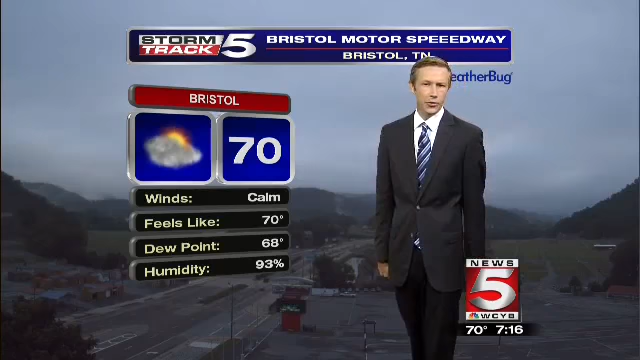 STORM TRACK 5
BRISTOL MOTOR SPEEEDWAY
BRISTOL, TN
eatherBug
BRISTOL
70
Winds: Calm
Feels Like: 70°
Dew Point: 68°
Humidity: 93%
NEWS
5
WCYB
70° 7:16